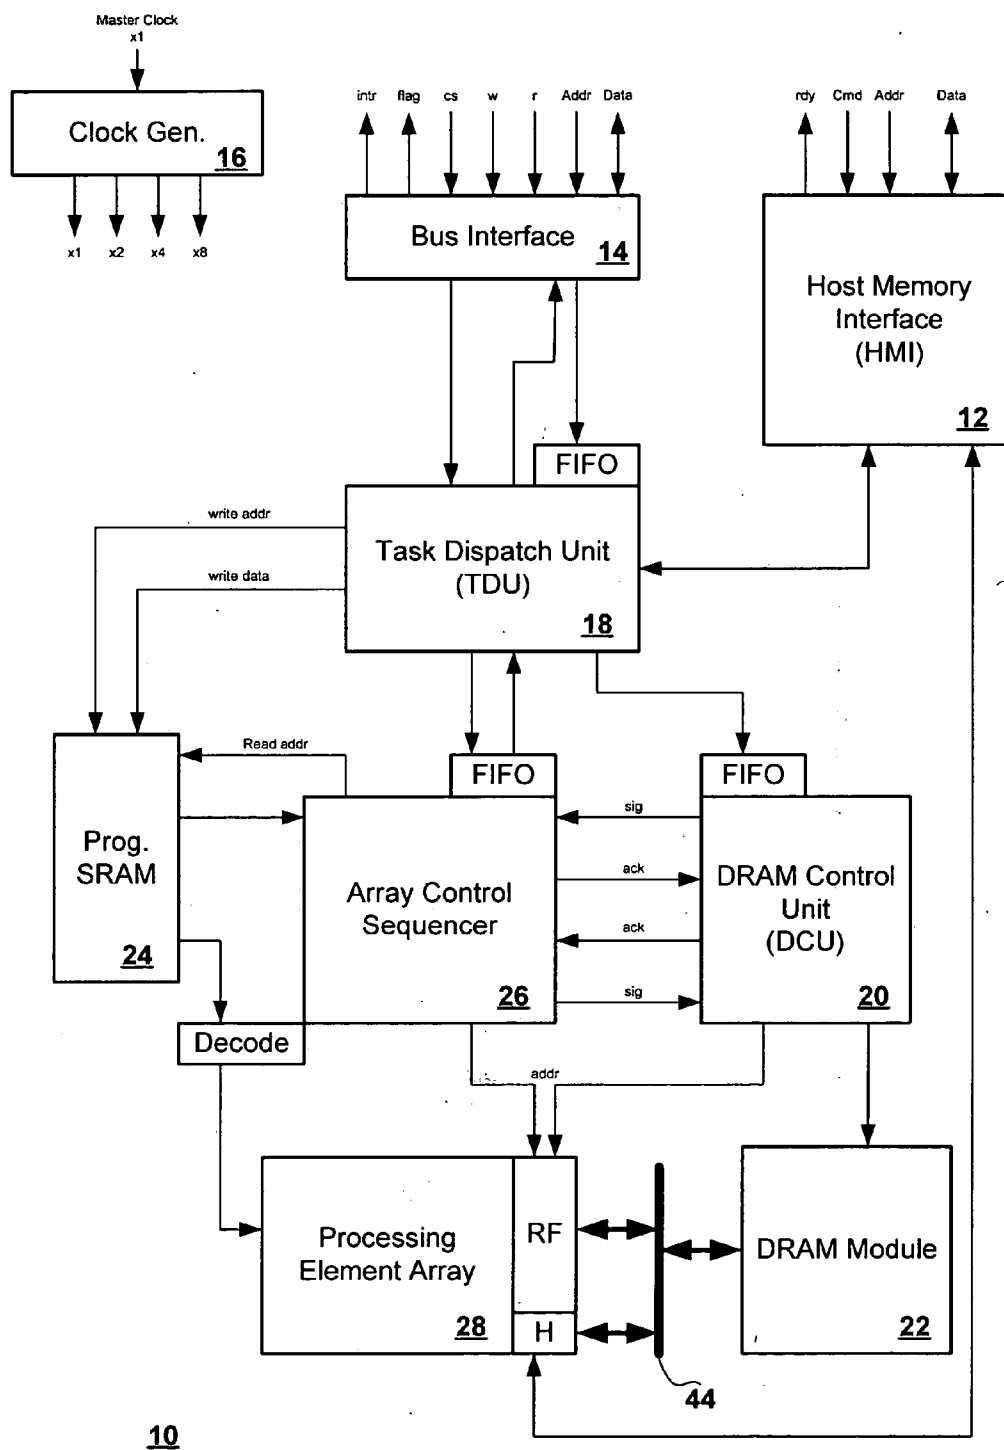 Master Clock
x1
Clock Gen.
16
x1 x2 x4 x8
intr flag cs w r Addr Data
Bus Interface
14
rdy Cmd Addr Data
Host Memory
Interface
(HMI)
12
FIFO
Task Dispatch Unit
(TDU)
18
write addr
write data
Read addr
FIFO
FIFO
Prog.
SRAM
24
Array Control
Sequencer
26
sig
ack
ack
sig
DRAM Control
Unit
(DCU)
20
Decode
addr
Processing
Element Array
28
RF
H
44
DRAM Module
22
10